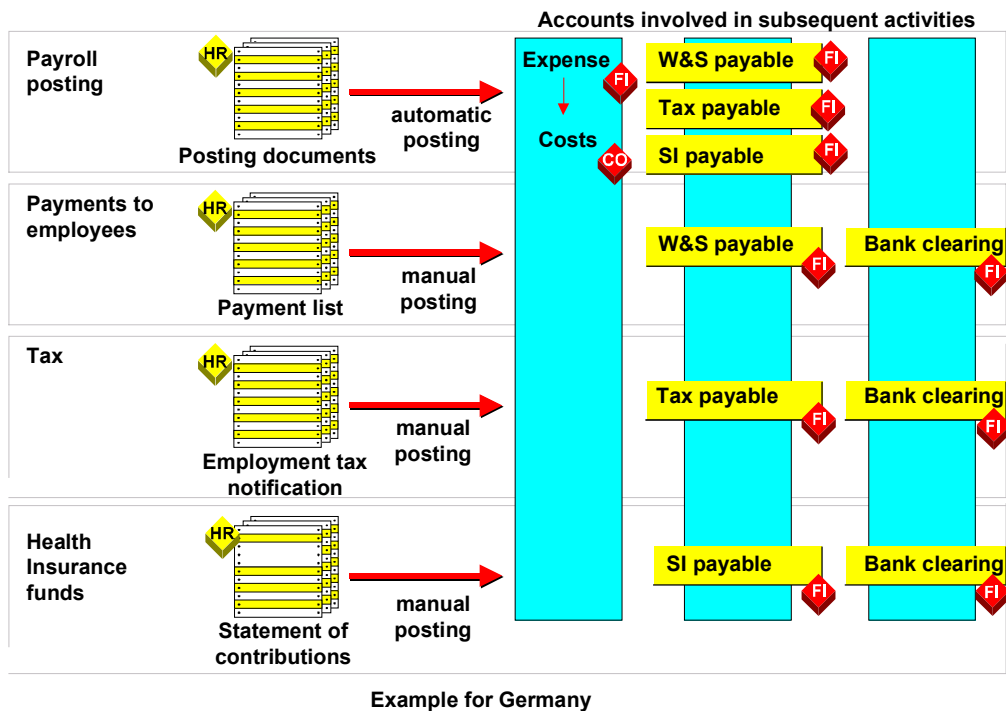 Accounts involved in subsequent activities
Payroll
posting
HR
Posting documents
automatic
posting
Expense
FI
Costs
CO
W&S payable
FI
Tax payable
FI
SI payable
FI
Payments to
employees
HR
Payment list
manual
posting
W&S payable
FI
Bank clearing
FI
Tax
HR
Employment tax
notification
manual
posting
Tax payable
FI
Bank clearing
FI
Health
Insurance
funds
HR
Statement of
contributions
manual
posting
SI payable
FI
Bank clearing
FI
Example for Germany